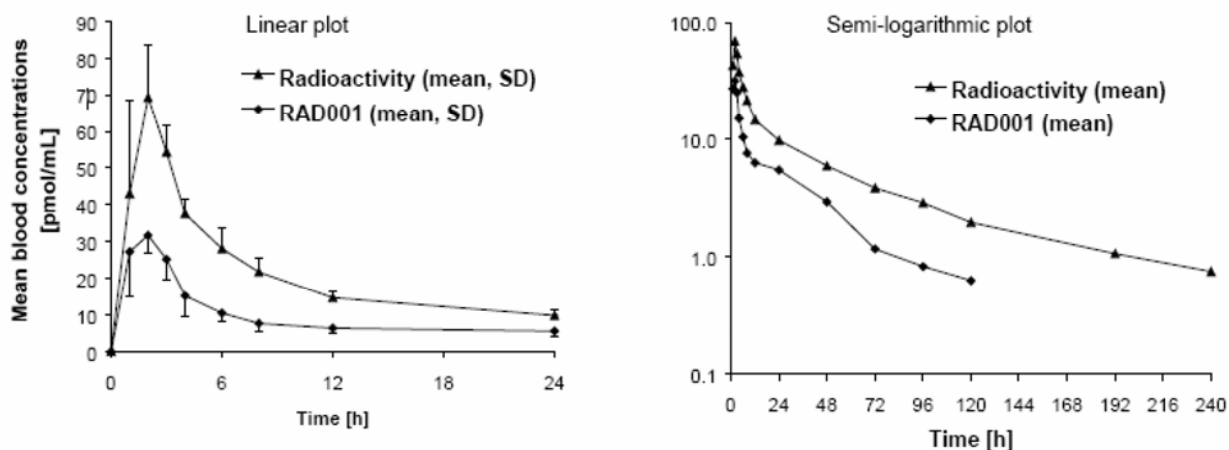 Linear plot
Mean blood concentrations
[pmol/mL]
90
80
70
60
50
40
30
20
10
0
Radioactivity (mean, SD)
RAD001 (mean, SD)
0 6 12 18 24
Time [h]
Semi-logarithmic plot
100.0
10.0
1.0
0.1
Radioactivity (mean)
RAD001 (mean)
0 24 48 72 96 120 144 168 192 216 240
Time [h]